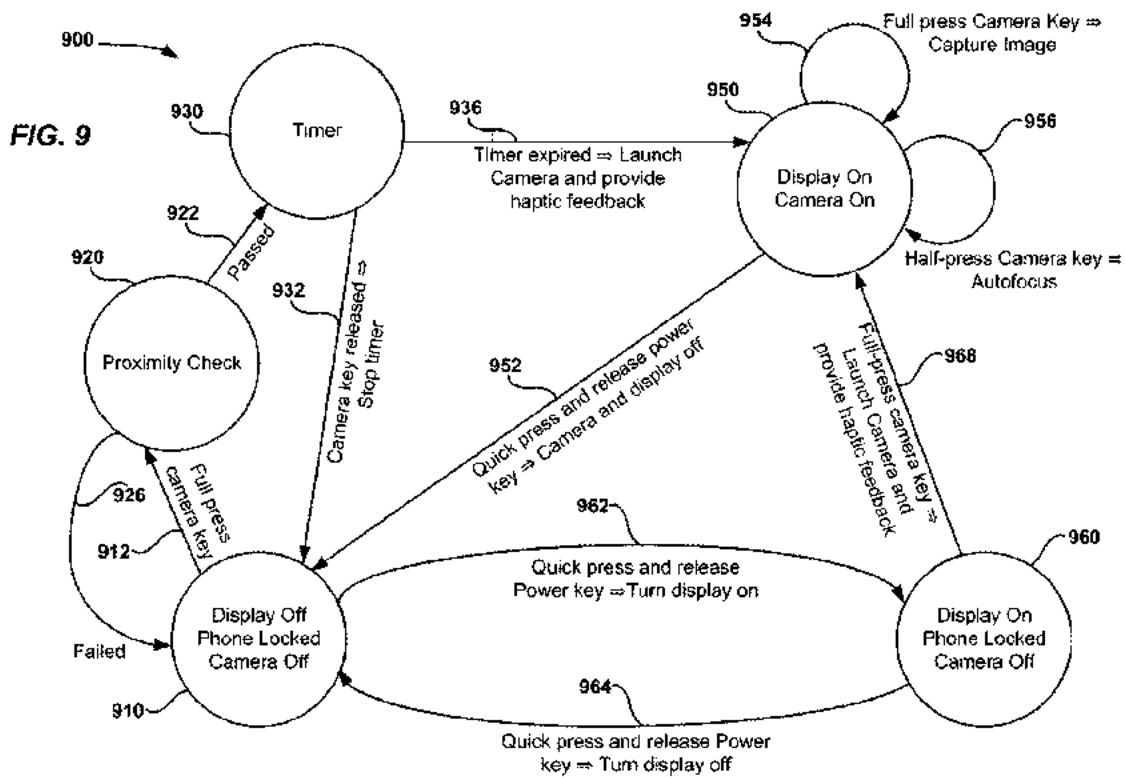 900
FIG. 9
930
Timer
936
Timer expired ⇒ Launch
Camera and provide
haptic feedback
954
Full press Camera Key ⇒
Capture Image
950
956
Display On
Camera On
Half-press Camera key ⇒
Autofocus
922
Passed
920
Proximity Check
932
Camera key released ⇒
Stop timer
952
Quick press and release power
key ⇒ Camera and display off
968
Full-press camera key ⇒
Launch Camera and
provide haptic feedback
926
912
Full press
camera key
Failed
910
Display Off
Phone Locked
Camera Off
962
Quick press and release
Power key ⇒Turn display on
960
Display On
Phone Locked
Camera Off
964
Quick press and release Power
key ⇒ Turn display off